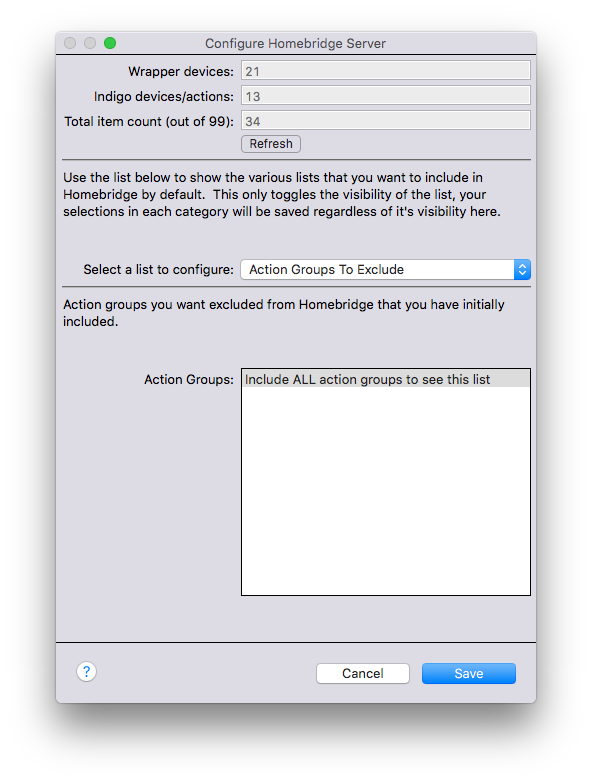 Configure Homebridge Server
Wrapper devices: 21
Indigo devices/actions: 13
Total item count (out of 99): 34
Refresh
Use the list below to show the various lists that you want to include in
Homebridge by default.  This only toggles the visibility of the list, your
selections in each category will be saved regardless of it's visibility here.
Select a list to configure: Action Groups To Exclude
Action groups you want excluded from Homebridge that you have initially
included.
Action Groups: Include ALL action groups to see this list
? Cancel Save